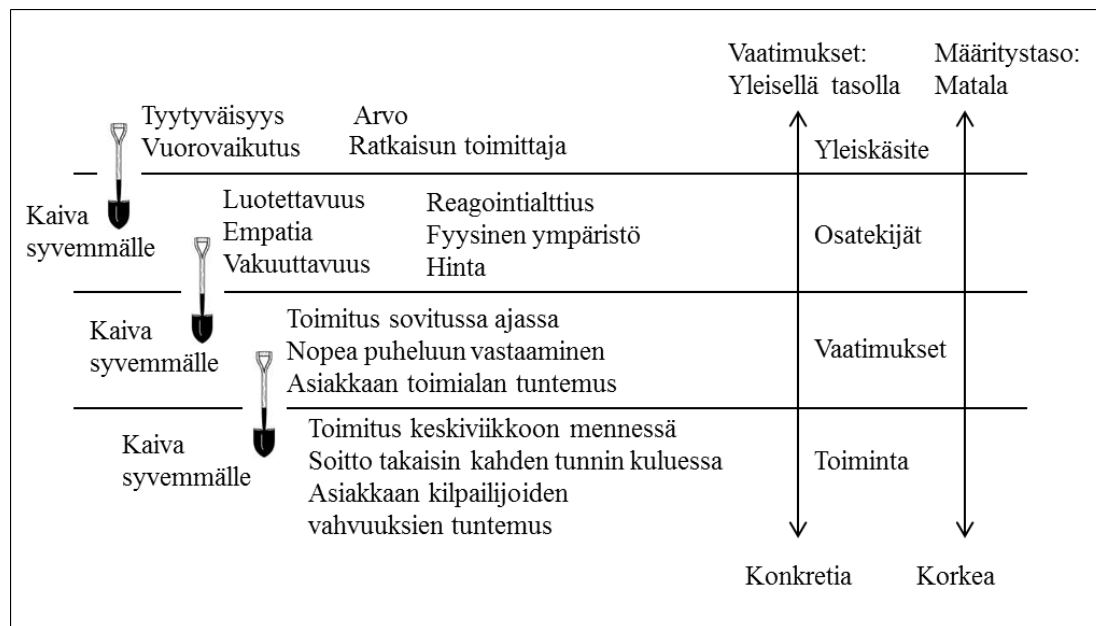 Vaatimukset:
Yleisellä tasolla
Määritystaso:
Matala
Tyytyväisyys
Vuorovaikutus
Arvo
Ratkaisun toimittaja
Yleiskäsite
Kaiva
syvemmälle
Luotettavuus
Empatia
Vakuuttavuus
Reagointialttius
Fyysinen ympäristö
Hinta
Osatekijät
Kaiva
syvemmälle
Toimitus sovitussa ajassa
Nopea puheluun vastaaminen
Asiakkaan toimialan tuntemus
Vaatimukset
Kaiva
syvemmälle
Toimitus keskiviikkoon mennessä
Soitto takaisin kahden tunnin kuluessa
Asiakkaan kilpailijoiden
vahvuuksien tuntemus
Toiminta
Konkretia
Korkea